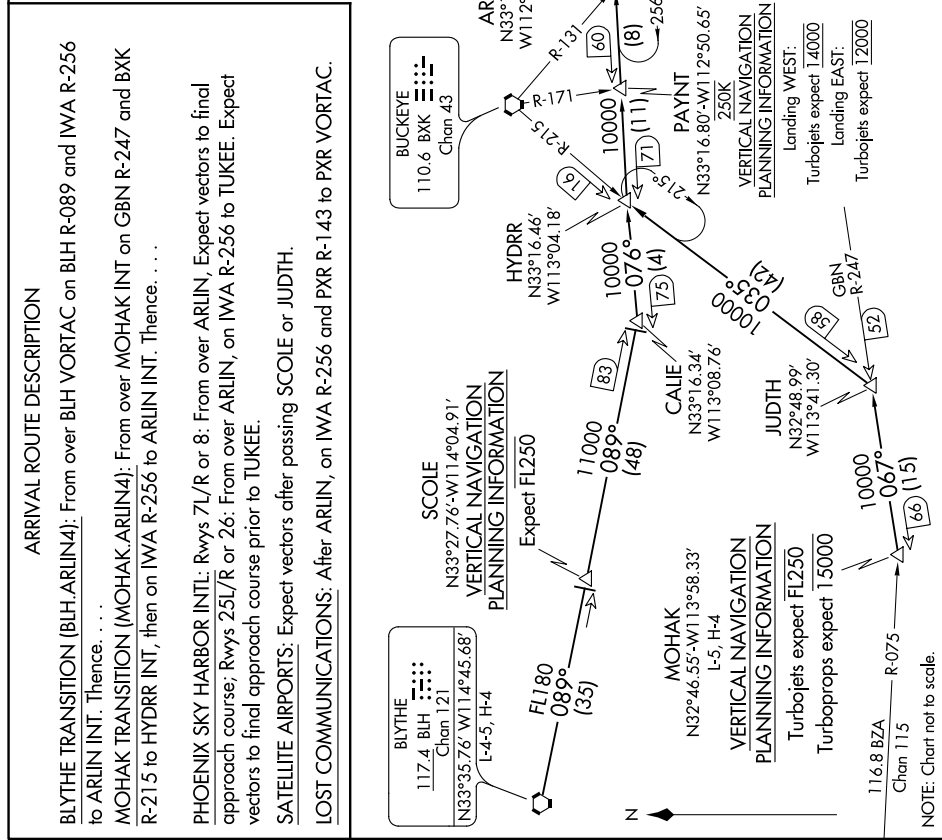 ARRIVAL ROUTE DESCRIPTION
BLYTHE TRANSITION (BLH.ARLIN4): From over BLH VORTAC on BLH R-089 and IWA R-256
to ARLIN INT. Thence. . . .
MOHAK TRANSITION (MOHAK.ARLIN4): From over MOHAK INT on GBN R-247 and BXK
R-215 to HYDRR INT, then on IWA R-256 to ARLIN INT. Thence. . . .
PHOENIX SKY HARBOR INTL: Rwys 7L/R or 8: From over ARLIN, Expect vectors to final
approach course; Rwys 25L/R or 26: From over ARLIN, on IWA R-256 to TUKEE. Expect
vectors to final approach course prior to TUKEE.
SATELLITE AIRPORTS: Expect vectors after passing SCOLE or JUDTH.
LOST COMMUNICATIONS: After ARLIN, on IWA R-256 and PXR R-143 to PXR VORTAC.
BLYTHE
117.4 BLH
Chan 121
N33°35.76' W114°45.68'
L-4-5, H-4
FL180
089°
(35)
SCOLE
N33°27.76'-W114°04.91'
VERTICAL NAVIGATION
PLANNING INFORMATION
Expect FL250
11000
089°
(48)
83
CALIE
N33°16.34'
W113°08.76'
75
10000
076°
(4)
HYDRR
N33°16.46'
W113°04.18'
BUCKEYE
110.6 BXK
Chan 43
R-131
R-171
R-215
16
10000
(11)
71
215°
60
(8)
256
AR
N33°
W112°
PAYNT
N33°16.80'-W112°50.65'
250K
VERTICAL NAVIGATION
PLANNING INFORMATION
Landing WEST:
Turbojets expect 14000
Landing EAST:
Turbojets expect 12000
10000
035°
(42)
58
GBN
R-247
52
JUDTH
N32°48.99'
W113°41.30'
10000
067°
(15)
66
MOHAK
N32°46.55'-W113°58.33'
L-5, H-4
VERTICAL NAVIGATION
PLANNING INFORMATION
Turbojets expect FL250
Turboprops expect 15000
R-075
116.8 BZA
Chan 115
N
NOTE: Chart not to scale.